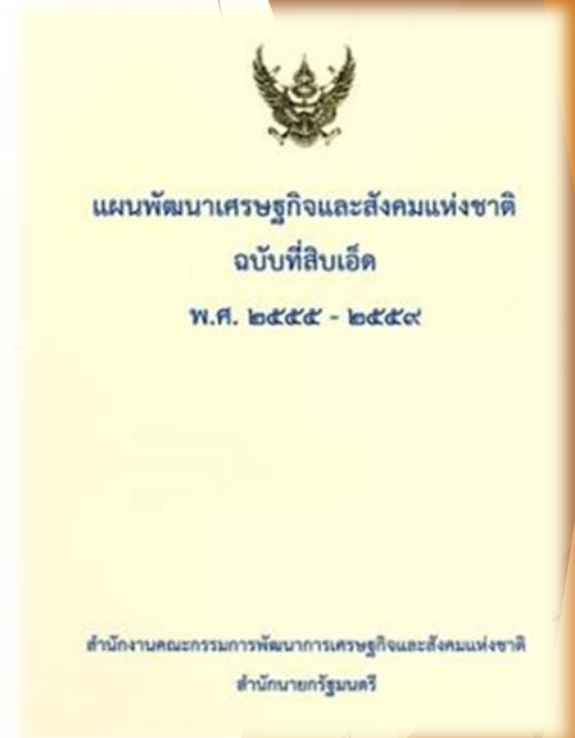 แผนพัฒนาเศรษฐกิจและสังคมแห่งชาติ
ฉบับที่สิบเอ็ด
พ.ศ. ๒๕๕๕ - ๒๕๕๙
สำนักงานคณะกรรมการพัฒนาการเศรษฐกิจและสังคมแห่งชาติ
สำนักนายกรัฐมนตรี